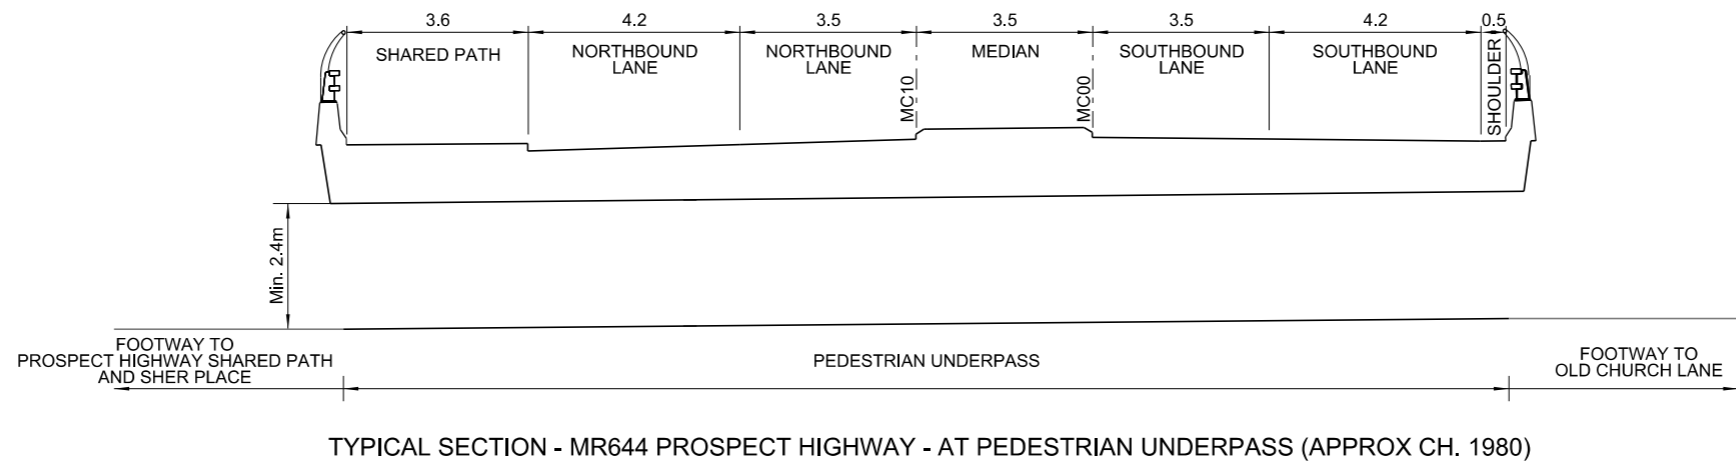 3.6
4.2
3.5
3.5
3.5
4.2
0.5
SHARED PATH
NORTHBOUND
LANE
NORTHBOUND
LANE
MEDIAN
SOUTHBOUND
LANE
SOUTHBOUND
LANE
SHOULDER
MC10
MC00
Min. 2.4m
FOOTWAY TO
PROSPECT HIGHWAY SHARED PATH
AND SHER PLACE
PEDESTRIAN UNDERPASS
FOOTWAY TO
OLD CHURCH LANE
TYPICAL SECTION - MR644 PROSPECT HIGHWAY - AT PEDESTRIAN UNDERPASS (APPROX CH. 1980)